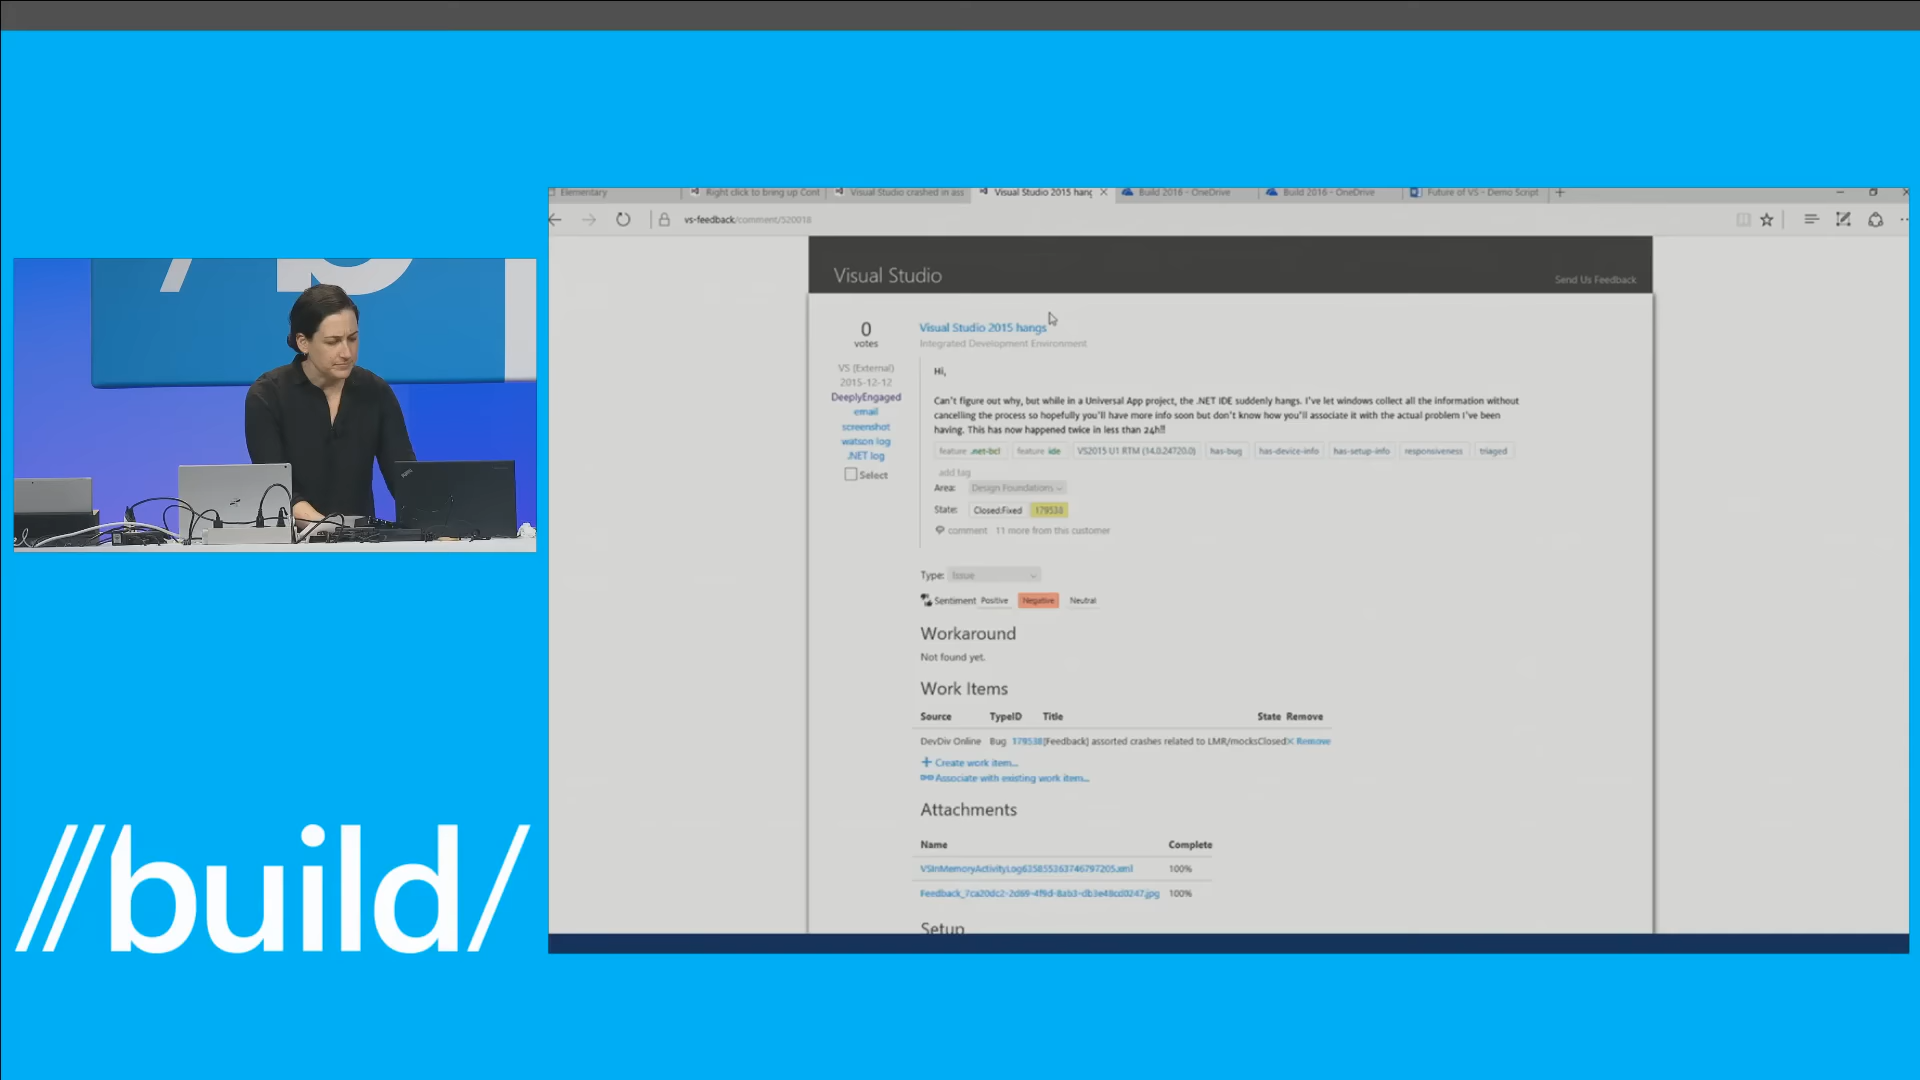 Elementary
Right click to bring up Cont
Visual Studio crashed in ass
Visual Studio 2015 hang
Build 2016 - OneDrive
Build 2016 - OneDrive
Future of VS - Demo Script
vs-feedback/comment/520018
Visual Studio
Send Us Feedback
0
votes
VS (External)
2015-12-12
DeeplyEngaged
email
screenshot
watson log
.NET log
Select
Visual Studio 2015 hangs
Integrated Development Environment
Hi,
Can't figure out why, but while in a Universal App project, the .NET IDE suddenly hangs. I've let windows collect all the information without
cancelling the process so hopefully you'll have more info soon but don't know how you'll associate it with the actual problem I've been
having. This has now happened twice in less than 24h!!
feature .net-bcl feature ide VS2015 U1 RTM (14.0.24720.0) has-bug has-device-info has-setup-info responsiveness triaged
add tag
Area: Design Foundations
State: Closed:Fixed 179538
comment 11 more from this customer
Type: Issue
Sentiment Positive Negative Neutral
Workaround
Not found yet.
Work Items
Source TypeID Title State Remove
DevDiv Online Bug 179538 [Feedback] assorted crashes related to LMR/mocks Closed X Remove
Create work item...
Associate with existing work item...
Attachments
Name Complete
VSInMemoryActivityLog635855363746797205.xml 100%
Feedback_7ca20dc2-2d69-4f9d-8ab3-db3e48cd0247.jpg 100%
Setup
//build/